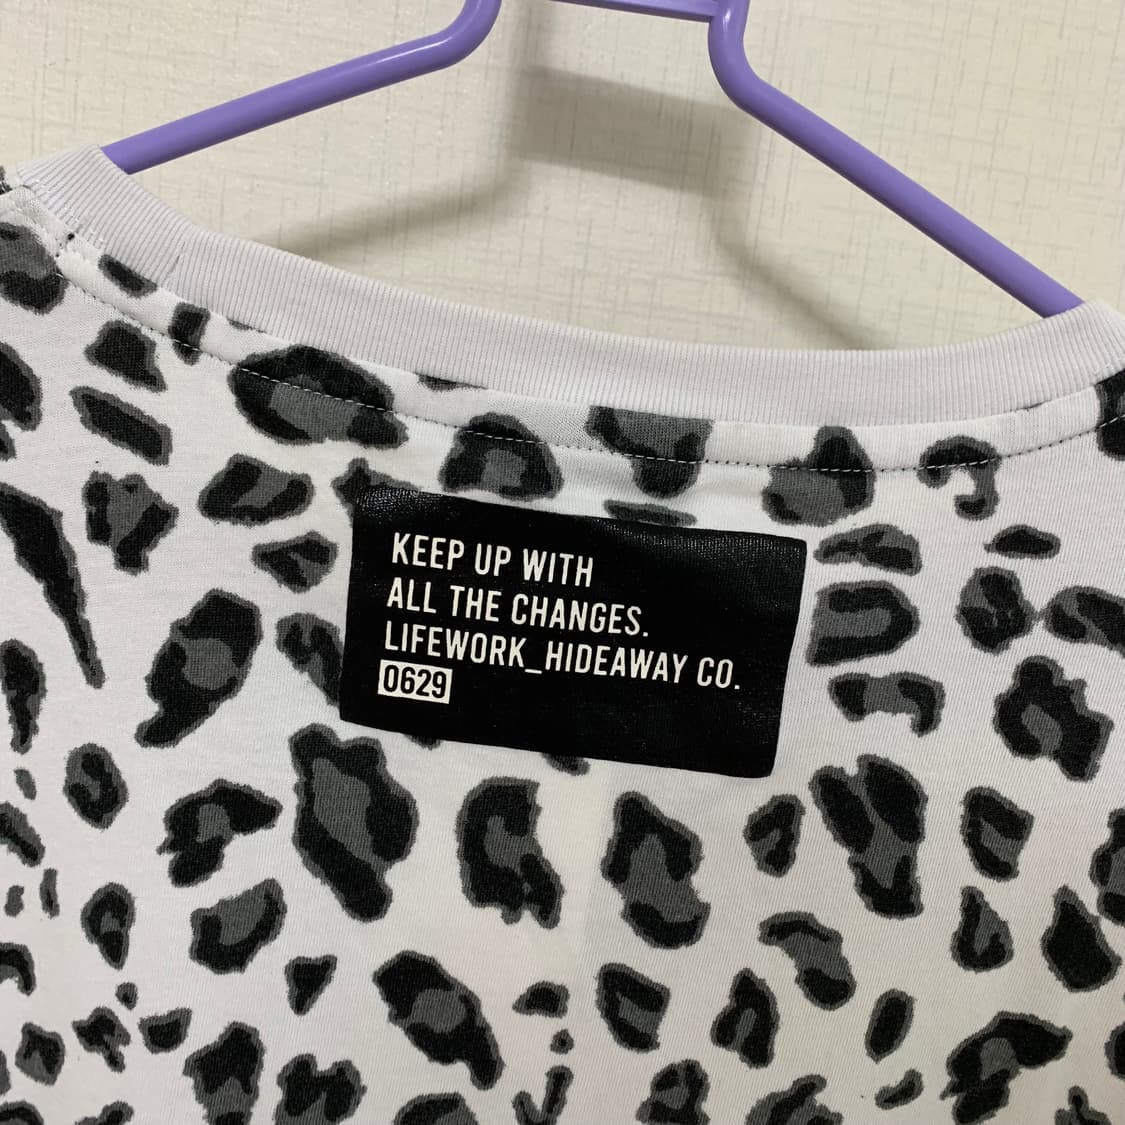 KEEP UP WITH
ALL THE CHANGES.
LIFEWORK_HIDEAWAY CO.
0629